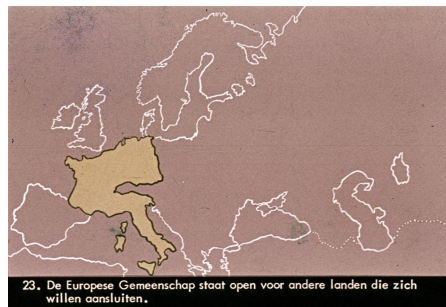 23. De Europese Gemeenschap staat open voor andere landen die zich
willen aansluiten.